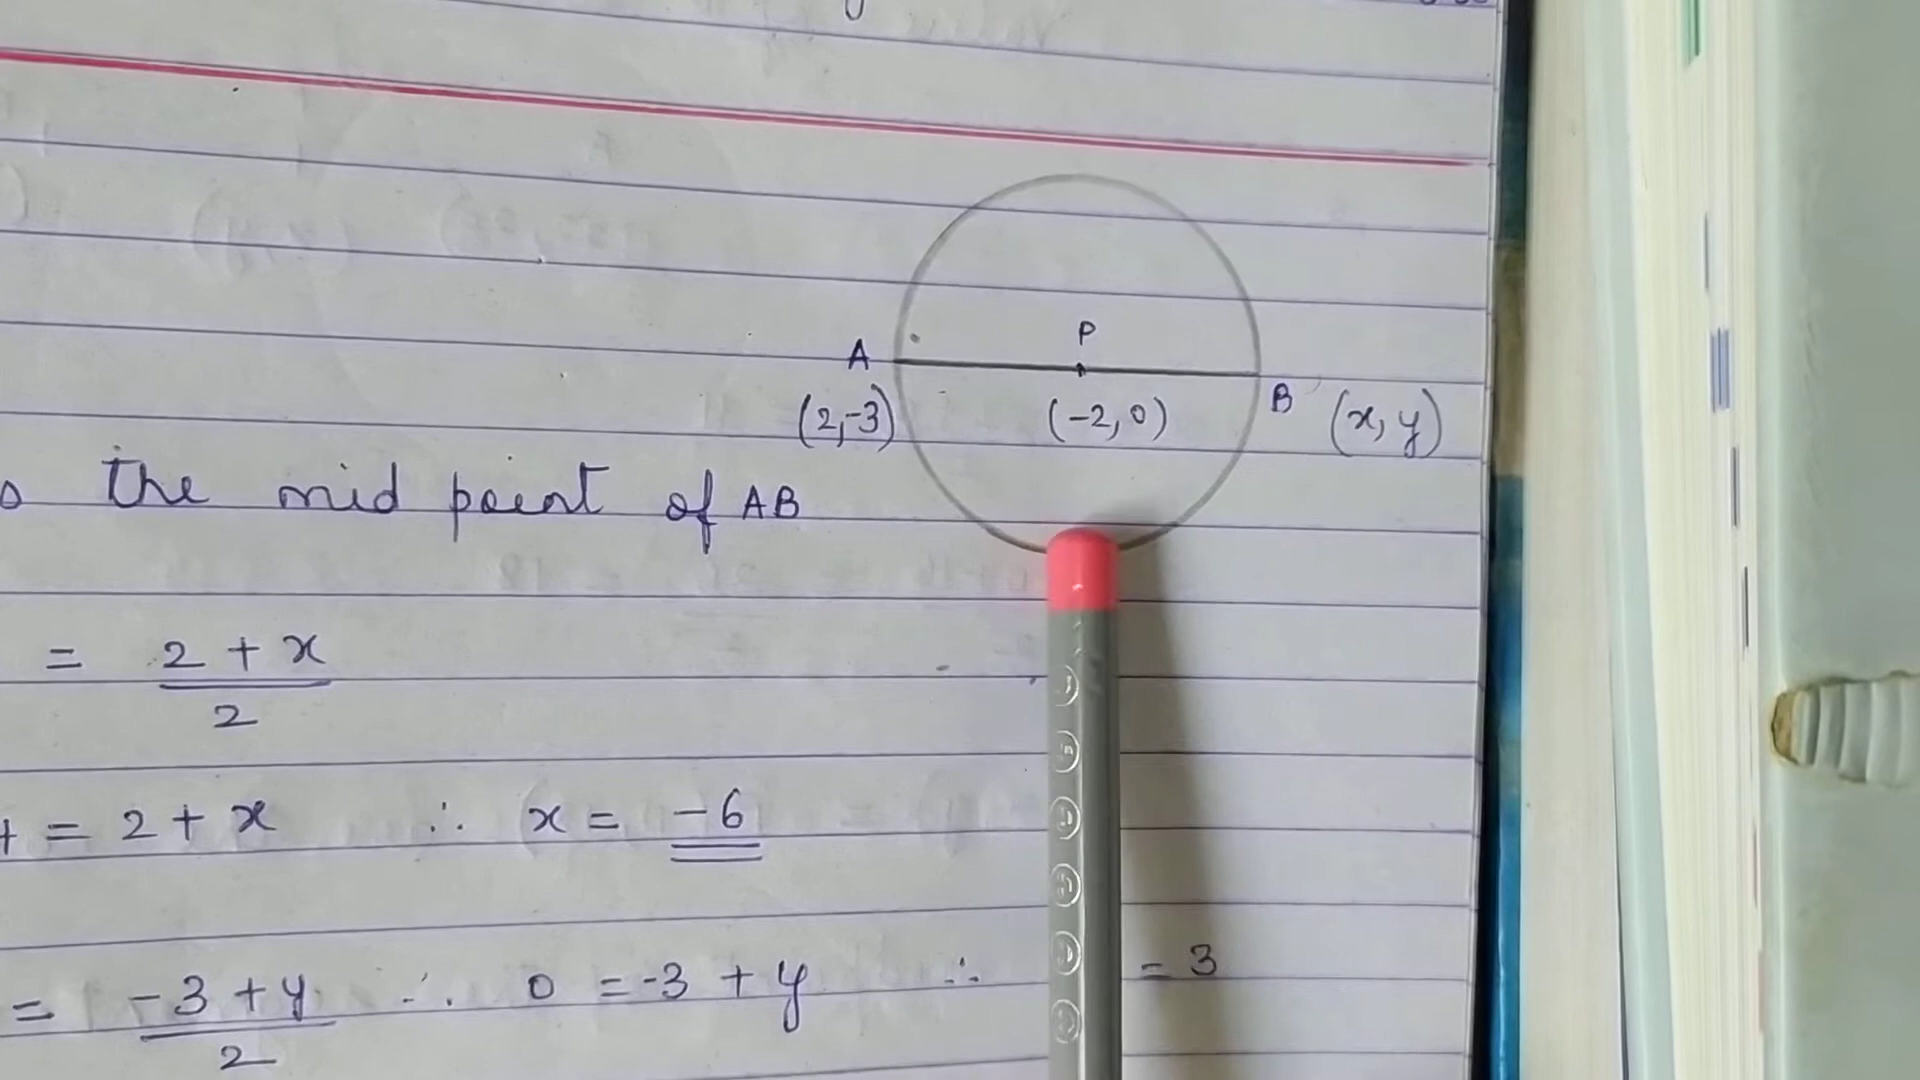 P
A
B
(2,-3)
(-2,0)
(x,y)
the mid point of AB
= 2 + x
2
= 2 + x ∴ x = -6
= -3 + y ∴ 0 = -3 + y ∴ = 3
2